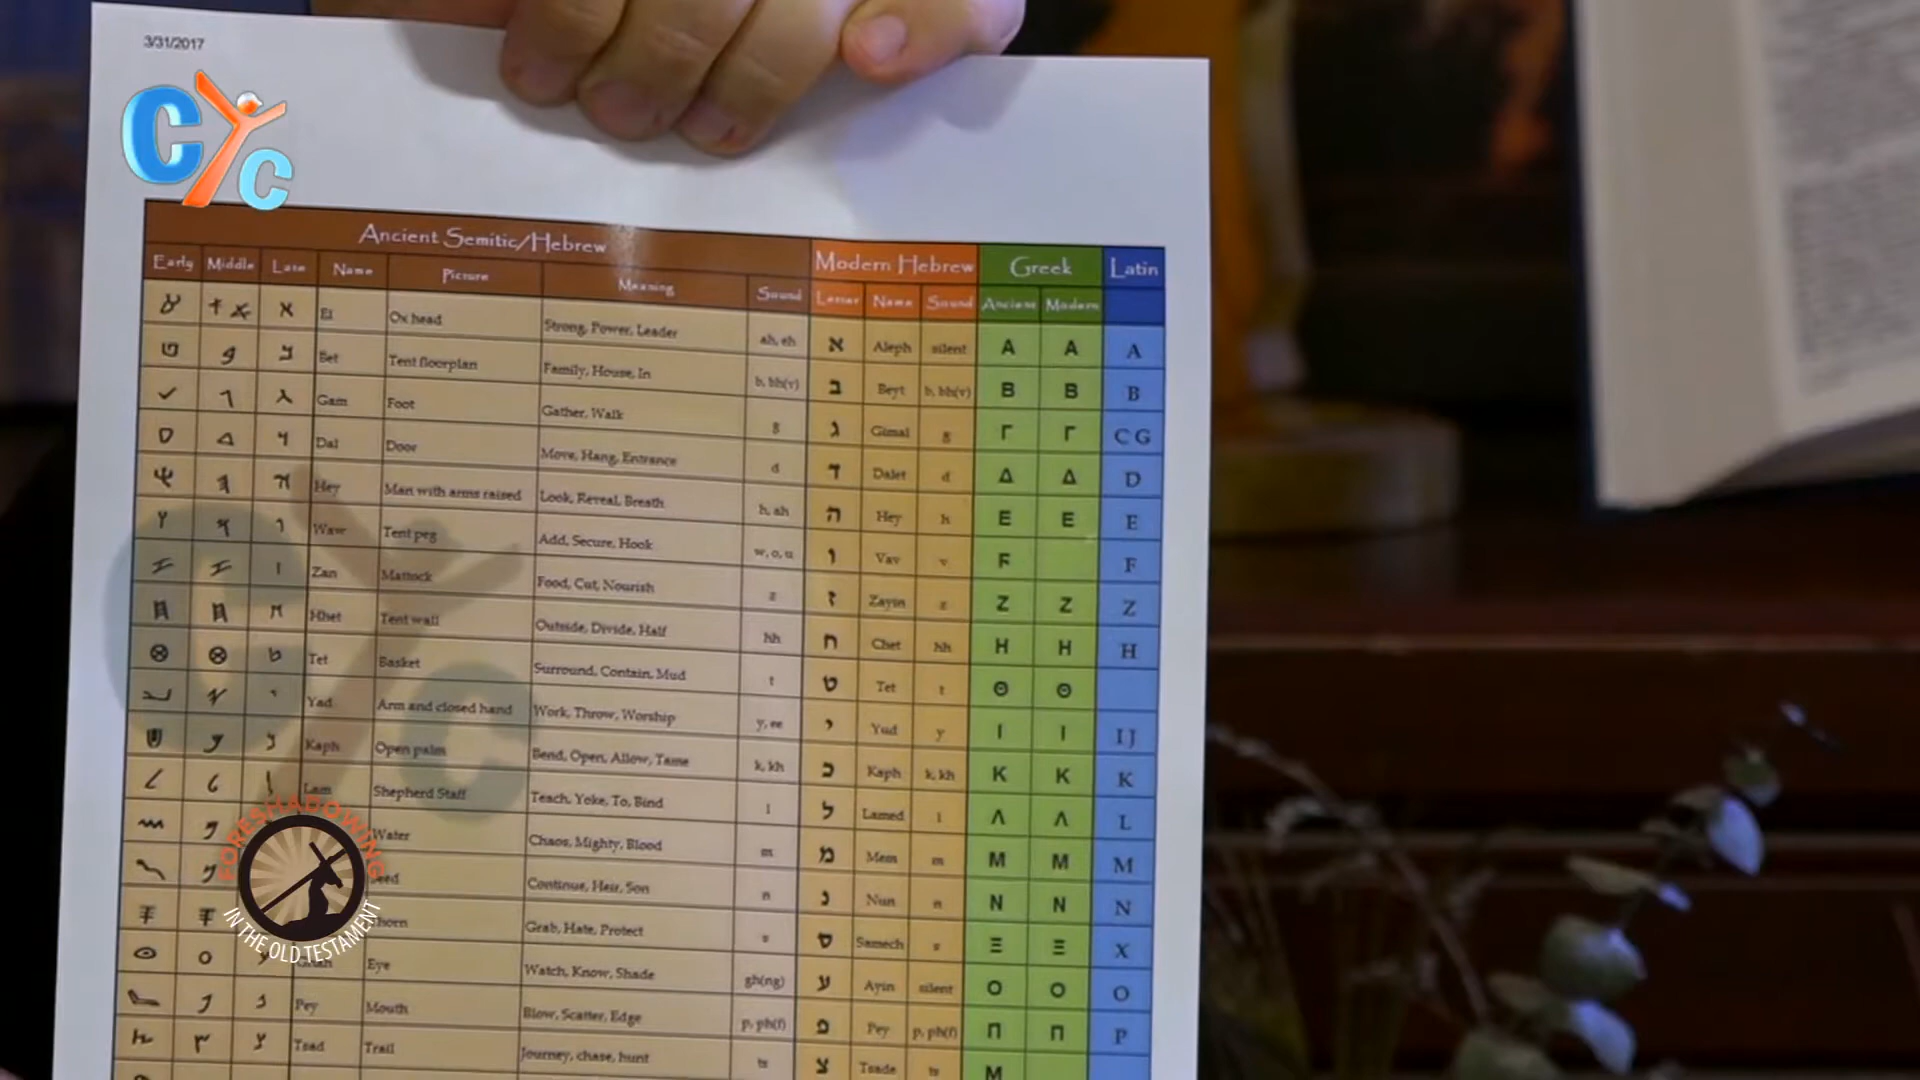 3/31/2017
CYC
Ancient Semitic/Hebrew Modern Hebrew Greek Latin
Early Middle Late Name Picture Meaning Sound Letter Name Sound Ancient Modern
El Ox head Strong, Power, Leader ah, eh א Aleph silent Α Α A
Bet Tent floorplan Family, House, In b, bh(v) ב Beyt b, bh(v) Β Β B
Gam Foot Gather, Walk g ג Gimal g Γ Γ C G
Dal Door Move, Hang, Entrance d ד Dalet d Δ Δ D
Hey Man with arms raised Look, Reveal, Breath h, ah ה Hey h Ε Ε E
Waw Tent peg Add, Secure, Hook w, o, u ו Vav v F F
Zan Mattock Food, Cut, Nourish z ז Zayin z Ζ Ζ Z
Hhet Tent wall Outside, Divide, Half hh ח Chet hh Η Η H
Tet Basket Surround, Contain, Mud t ט Tet t Θ Θ
Yad Arm and closed hand Work, Throw, Worship y, ee י Yud y Ι Ι I J
Kaph Open palm Bend, Open, Allow, Tame k, kh כ Kaph k, kh Κ Κ K
Lam Shepherd Staff Teach, Yoke, To, Bind l ל Lamed l Λ Λ L
Water Chaos, Mighty, Blood m מ Mem m Μ Μ M
Continue, Heir, Son n נ Nun n Ν Ν N
Grab, Hate, Protect s ס Samech s Ξ Ξ X
Eye Watch, Know, Shade gh(ng) ע Ayin silent Ο Ο O
Pey Mouth Blow, Scatter, Edge p, ph(f) פ Pey p, ph(f) Π Π P
Tsad Trail Journey, chase, hunt ts צ Tsade ts M
FORESHADOWING
IN THE OLD TESTAMENT